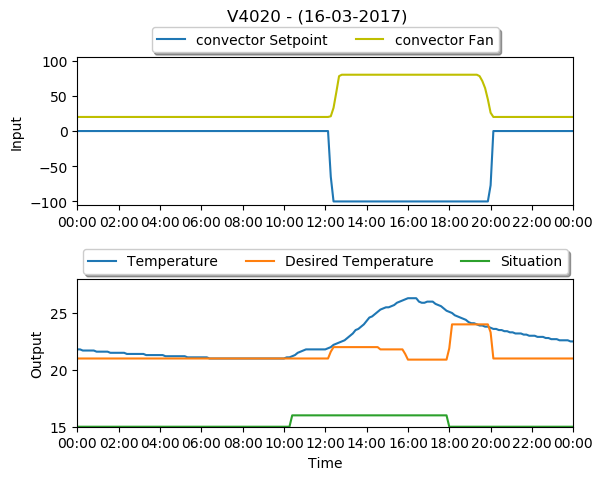 V4020 - (16-03-2017)
convector Setpoint convector Fan
100
50
0
−50
−100
Input
00:00 02:00 04:00 06:00 08:00 10:00 12:00 14:00 16:00 18:00 20:00 22:00 00:00
Temperature Desired Temperature Situation
25
20
15
Output
00:00 02:00 04:00 06:00 08:00 10:00 12:00 14:00 16:00 18:00 20:00 22:00 00:00
Time